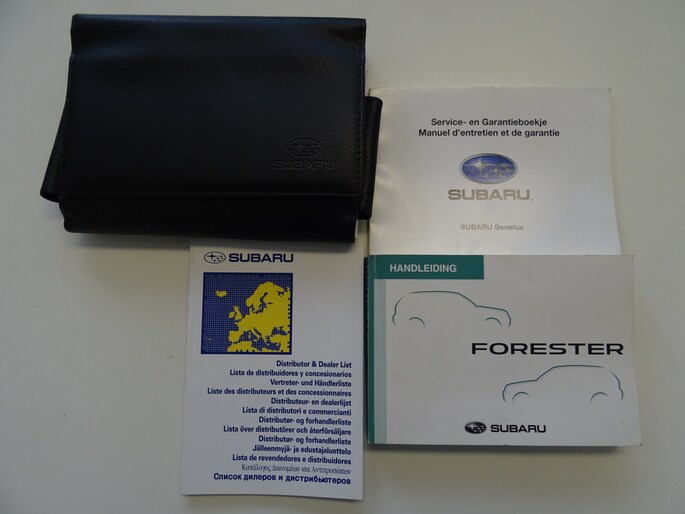 SUBARU
Service- en Garantieboekje
Manuel d'entretien et de garantie
SUBARU
SUBARU Benelux
SUBARU
Distributor & Dealer List
Lista de distribuidores y concesionarios
Vertreter- und Händlerliste
Liste des distributeurs et des concessionnaires
Distributeur- en dealerlijst
Lista di distributori e commercianti
Distributør- og forhandlerliste
Lista över distributörer och återförsäljare
Distributør- og forhandlerliste
Jälleenmyjä- ja edustajaluettelo
Lista de revendedores e distribuidores
Κατάλογος Διανομέων και Αντιπροσώπων
Список дилеров и дистрибьютеров
HANDLEIDING
FORESTER
SUBARU